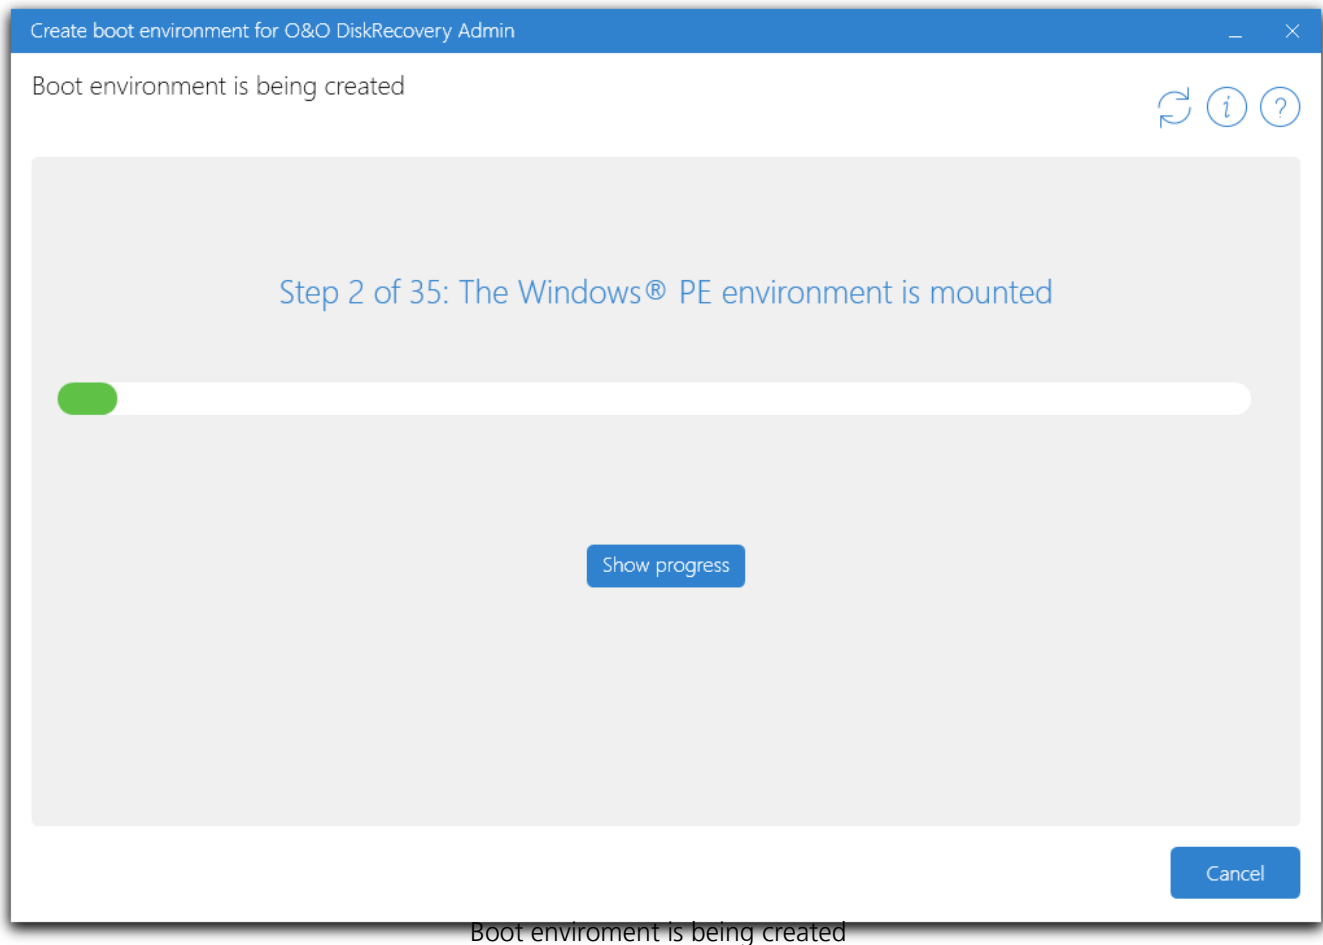 Create boot environment for O&O DiskRecovery Admin
Boot environment is being created
i ?
Step 2 of 35: The Windows® PE environment is mounted
Show progress
Cancel
Boot enviroment is being created